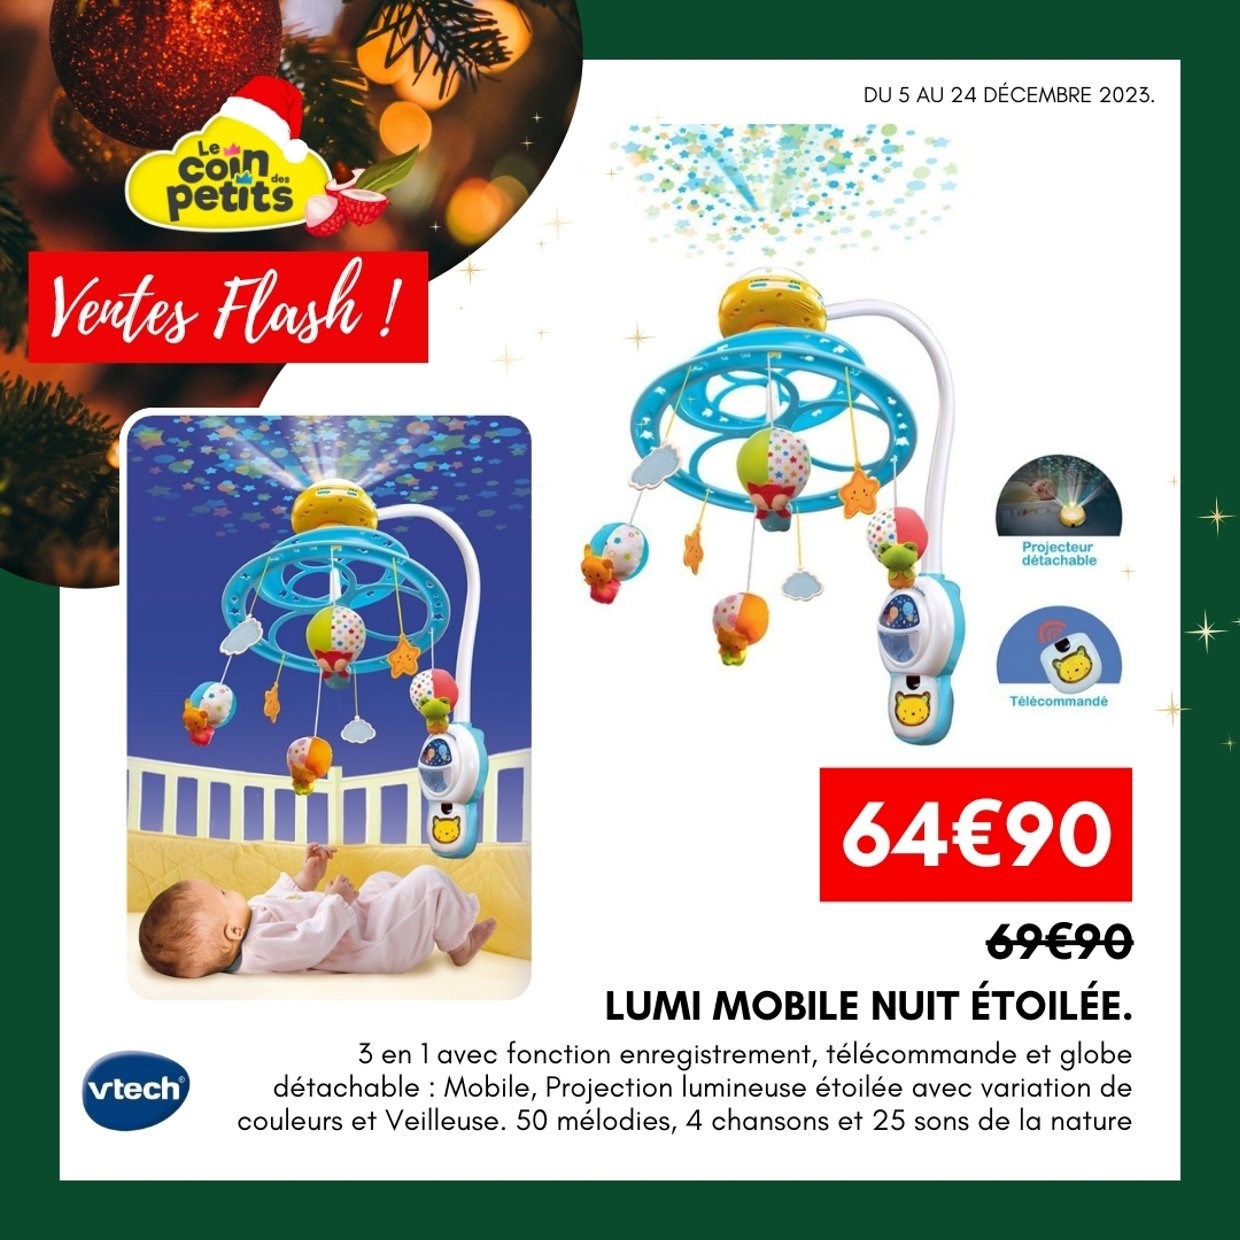 DU 5 AU 24 DÉCEMBRE 2023.
Le
coin
des
petits
Ventes Flash !
Projecteur
détachable
Télécommandé
64€90
69€90
LUMI MOBILE NUIT ÉTOILÉE.
3 en 1 avec fonction enregistrement, télécommande et globe
détachable : Mobile, Projection lumineuse étoilée avec variation de
couleurs et Veilleuse. 50 mélodies, 4 chansons et 25 sons de la nature
vtech®